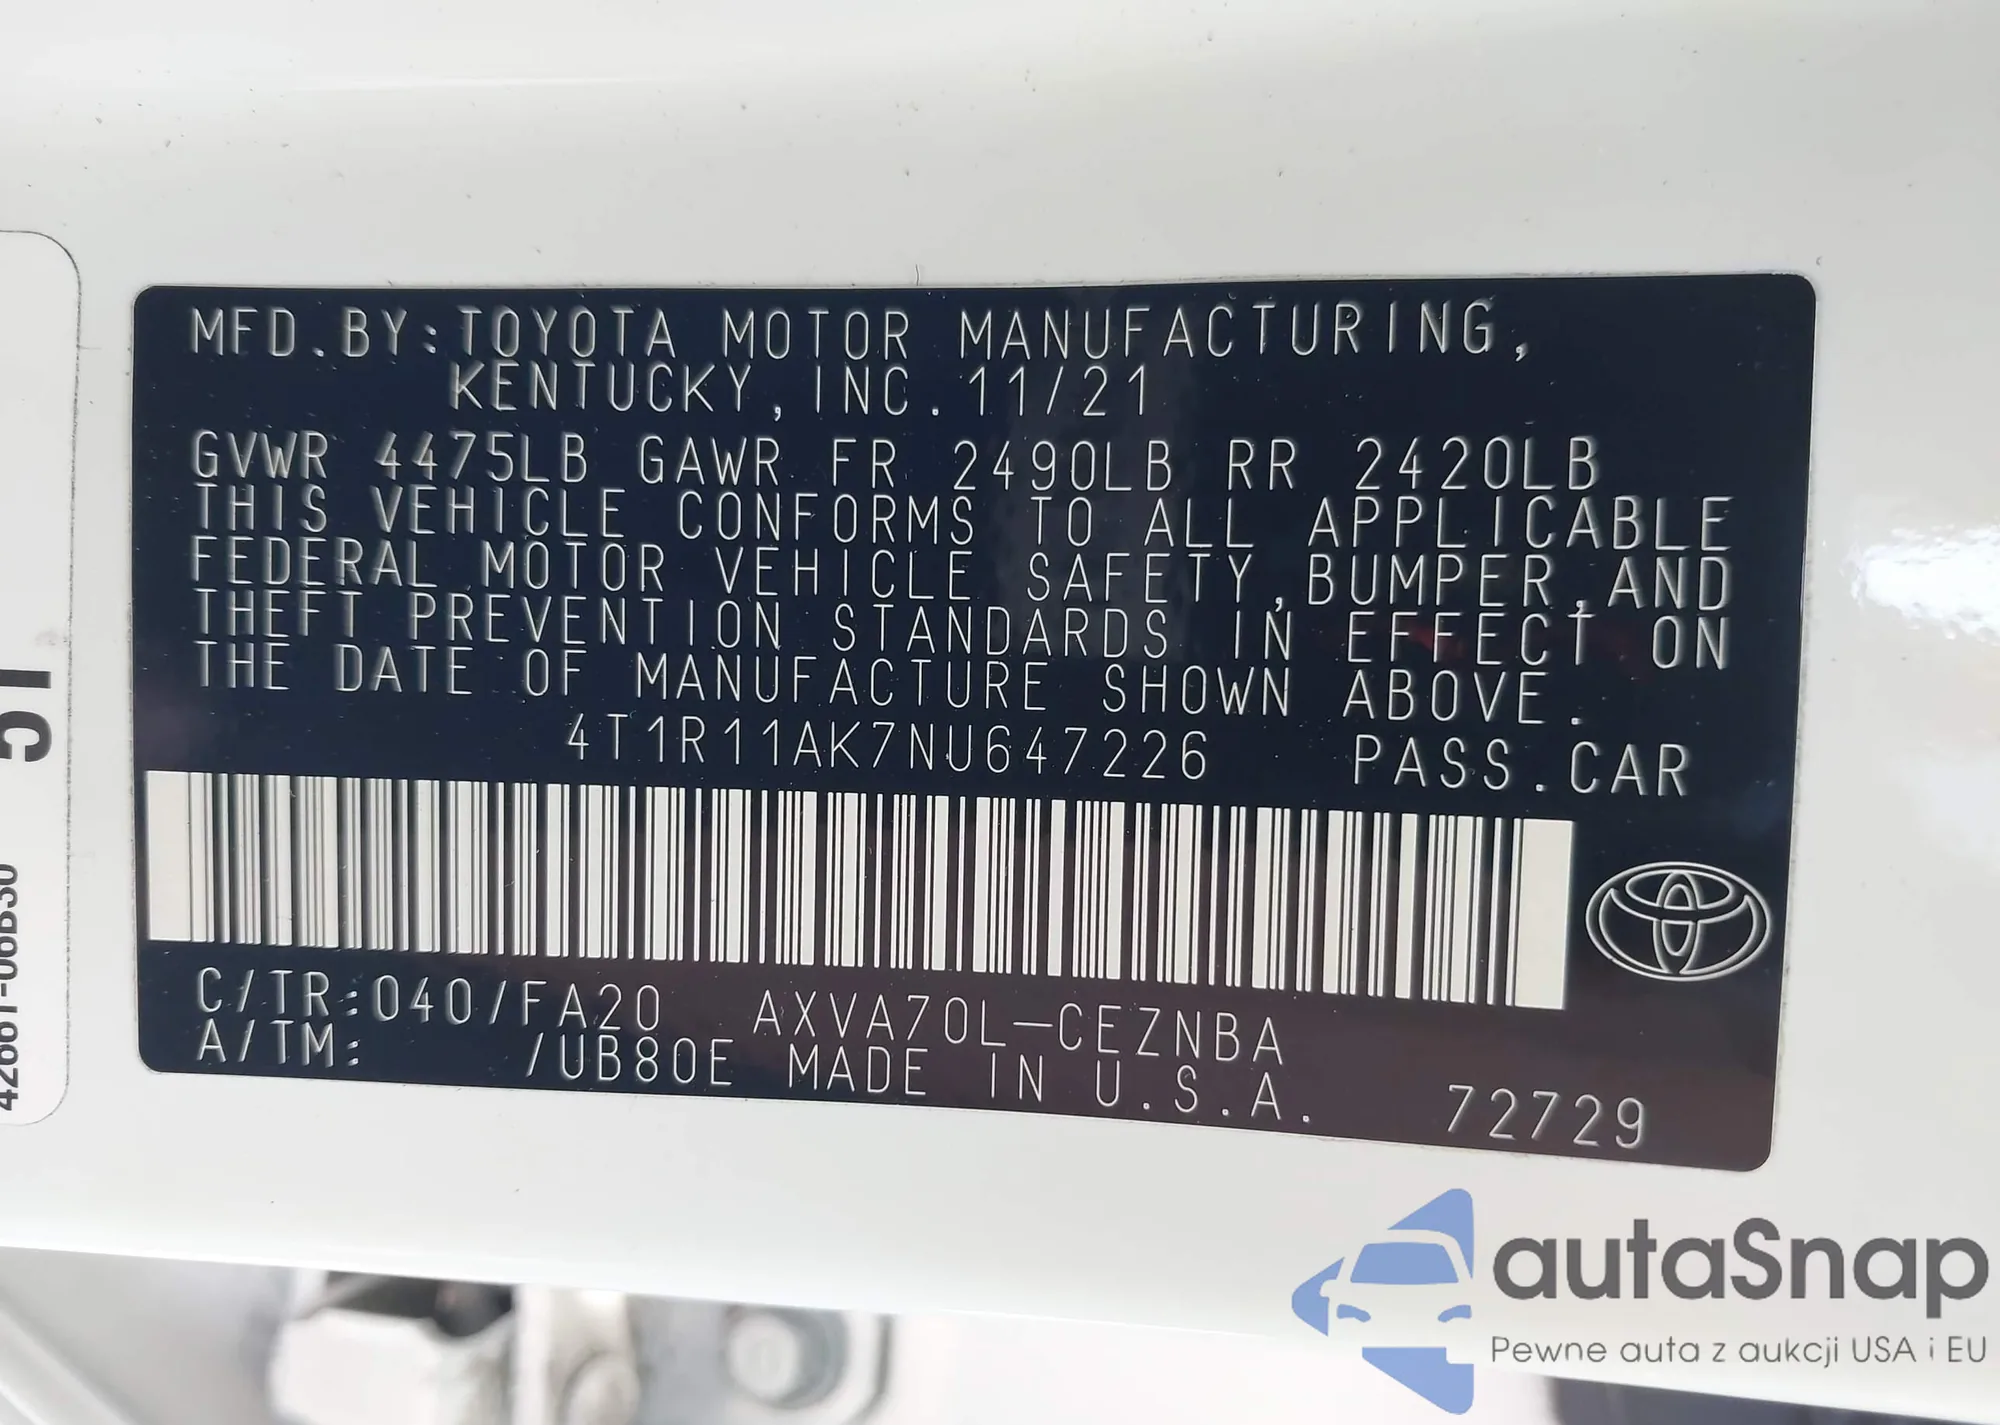 MFD.BY:TOYOTA MOTOR MANUFACTURING,
KENTUCKY, INC. 11/21
GVWR 4475LB GAWR FR 2490LB RR 2420LB
THIS VEHICLE CONFORMS TO ALL APPLICABLE
FEDERAL MOTOR VEHICLE SAFETY,BUMPER,AND
THEFT PREVENTION STANDARDS IN EFFECT ON
THE DATE OF MANUFACTURE SHOWN ABOVE.
4T1R11AK7NU647226 PASS.CAR
C/TR:040/FA20 AXVA70L-CEZNBA
A/TM: /UB80E MADE IN U.S.A. 72729
autaSnap
Pewne auta z aukcji USA i EU